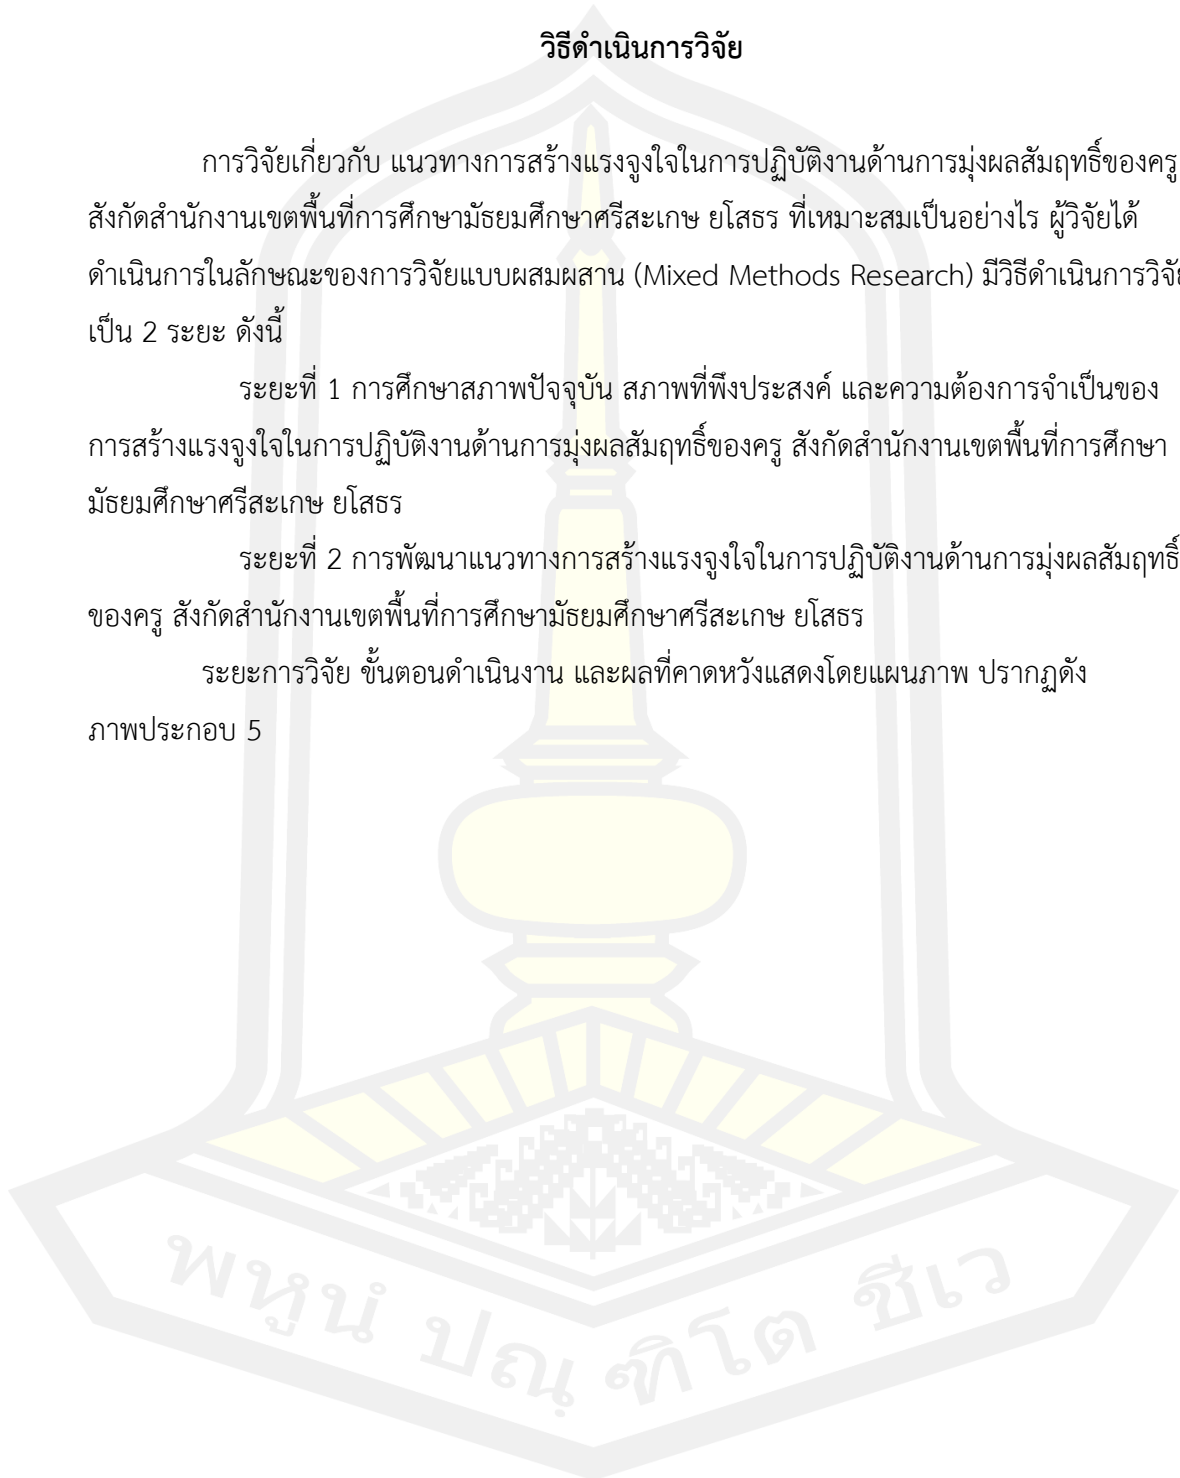 วิธีดำเนินการวิจัย
การวิจัยเกี่ยวกับ แนวทางการสร้างแรงจูงใจในการปฏิบัติงานด้านการมุ่งผลสัมฤทธิ์ของครู
สังกัดสำนักงานเขตพื้นที่การศึกษามัธยมศึกษาศรีสะเกษ ยโสธร ที่เหมาะสมเป็นอย่างไร ผู้วิจัยได้
ดำเนินการในลักษณะของการวิจัยแบบผสมผสาน (Mixed Methods Research) มีวิธีดำเนินการวิจัย
เป็น 2 ระยะ ดังนี้
ระยะที่ 1 การศึกษาสภาพปัจจุบัน สภาพที่พึงประสงค์ และความต้องการจำเป็นของ
การสร้างแรงจูงใจในการปฏิบัติงานด้านการมุ่งผลสัมฤทธิ์ของครู สังกัดสำนักงานเขตพื้นที่การศึกษา
มัธยมศึกษาศรีสะเกษ ยโสธร
ระยะที่ 2 การพัฒนาแนวทางการสร้างแรงจูงใจในการปฏิบัติงานด้านการมุ่งผลสัมฤทธิ์
ของครู สังกัดสำนักงานเขตพื้นที่การศึกษามัธยมศึกษาศรีสะเกษ ยโสธร
ระยะการวิจัย ขั้นตอนดำเนินงาน และผลที่คาดหวังแสดงโดยแผนภาพ ปรากฏดัง
ภาพประกอบ 5
พหูนํ ปณฺฑิโต ชีเว